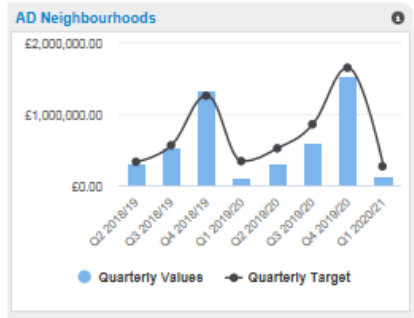 AD Neighbourhoods
£2,000,000.00
£1,000,000.00
£0.00
Q2 2018/19
Q3 2018/19
Q4 2018/19
Q1 2019/20
Q2 2019/20
Q3 2019/20
Q4 2019/20
Q1 2020/21
Quarterly Values
Quarterly Target